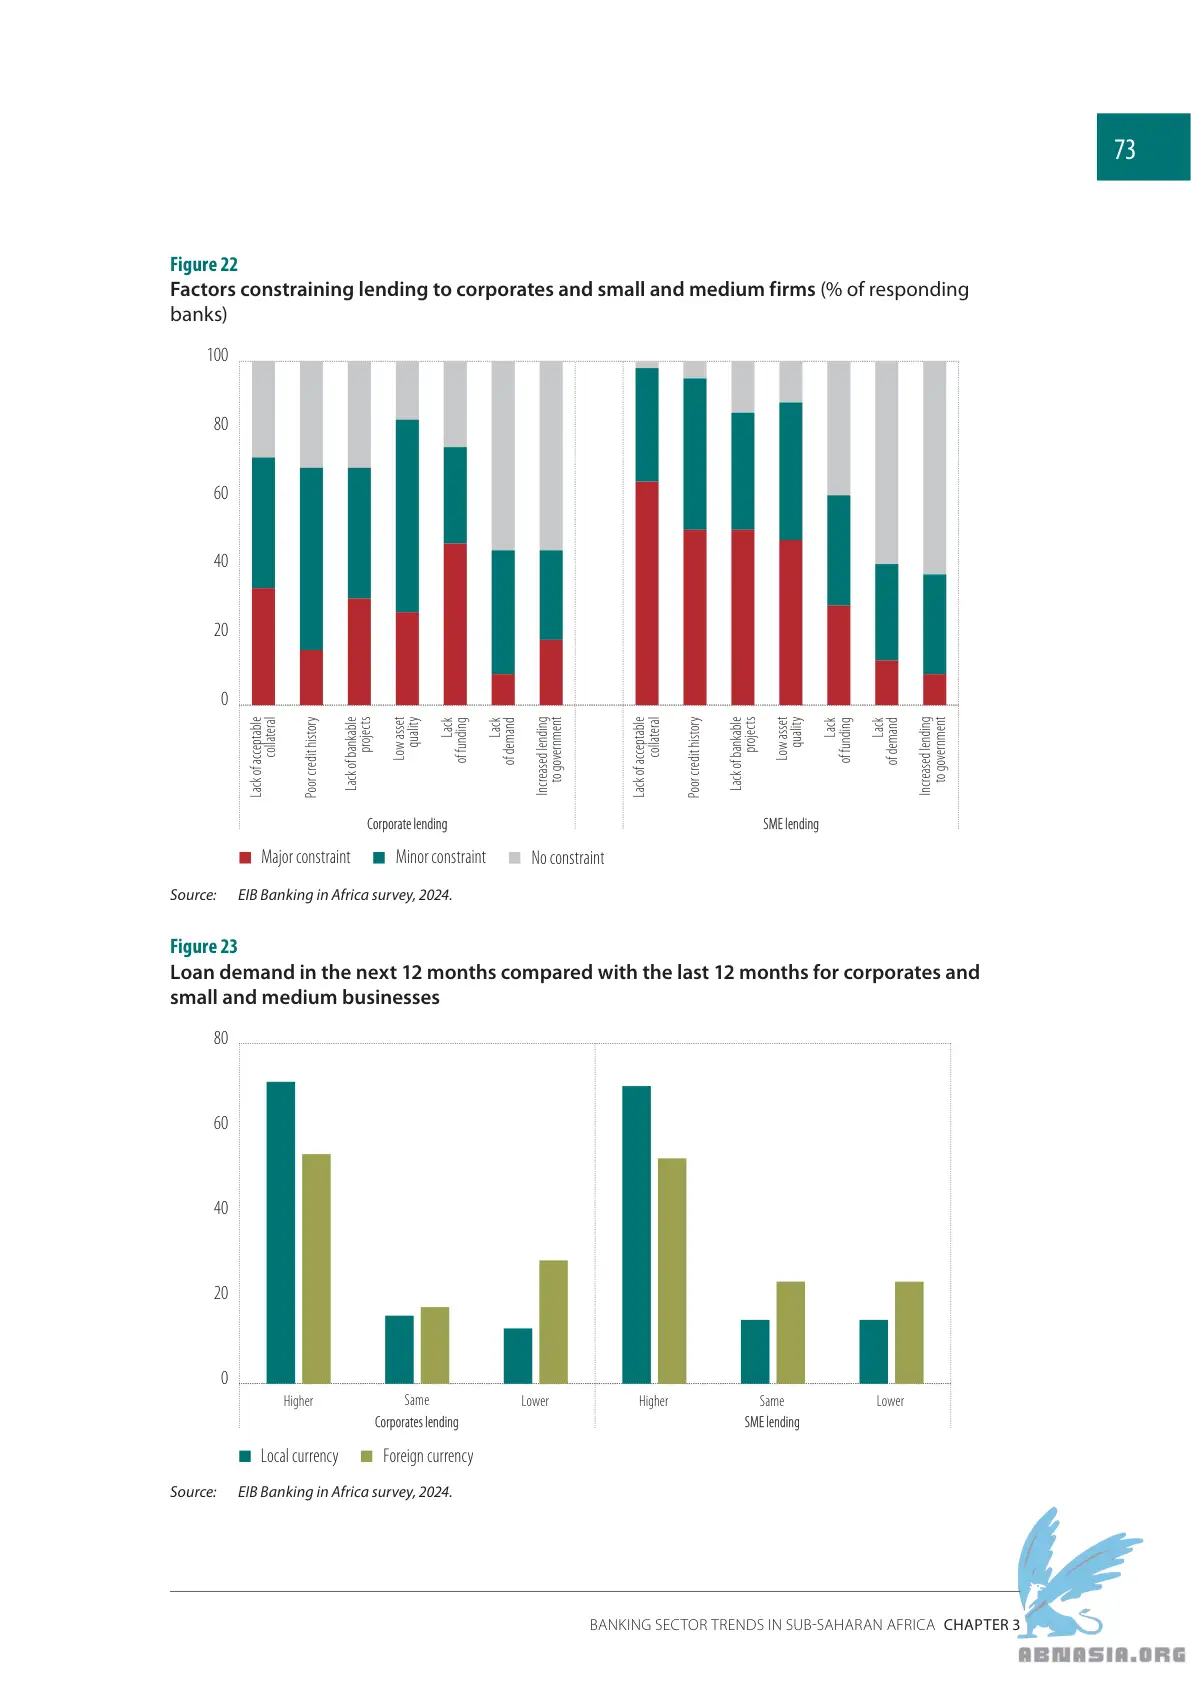 73
Figure 22
Factors constraining lending to corporates and small and medium firms (% of responding
banks)
100
80
60
40
20
0
Lack of acceptable
collateral
Poor credit history
Lack of bankable
projects
Low asset
quality
Lack
of funding
Lack
of demand
Increased lending
to government
Lack of acceptable
collateral
Poor credit history
Lack of bankable
projects
Low asset
quality
Lack
of funding
Lack
of demand
Increased lending
to government
Corporate lending
SME lending
Major constraint Minor constraint No constraint
Source: EIB Banking in Africa survey, 2024.
Figure 23
Loan demand in the next 12 months compared with the last 12 months for corporates and
small and medium businesses
80
60
40
20
0
Higher Same Lower Higher Same Lower
Corporates lending SME lending
Local currency Foreign currency
Source: EIB Banking in Africa survey, 2024.
BANKING SECTOR TRENDS IN SUB-SAHARAN AFRICA CHAPTER 3
ABNASIA.ORG